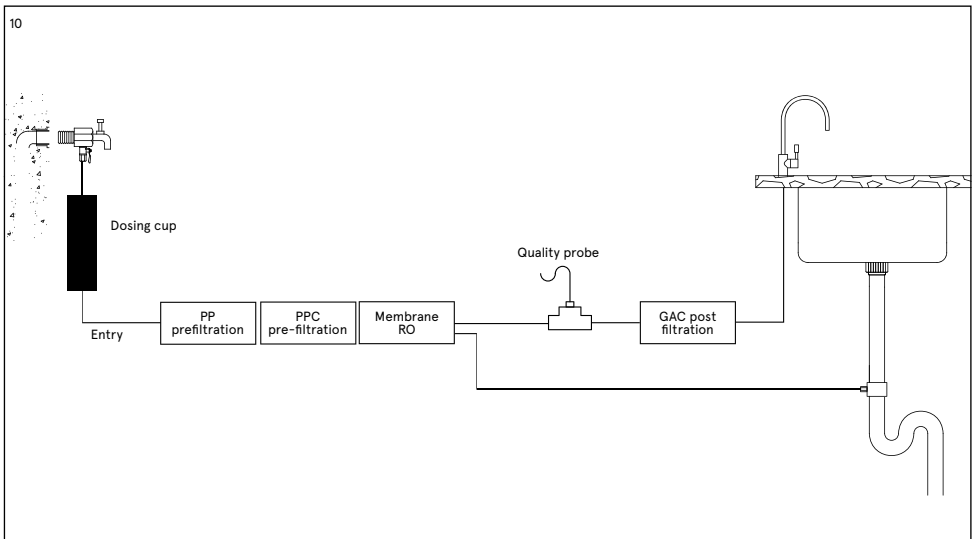 10
Dosing cup
Quality probe
Entry
PP
prefiltration
PPC
pre-filtration
Membrane
RO
GAC post
filtration